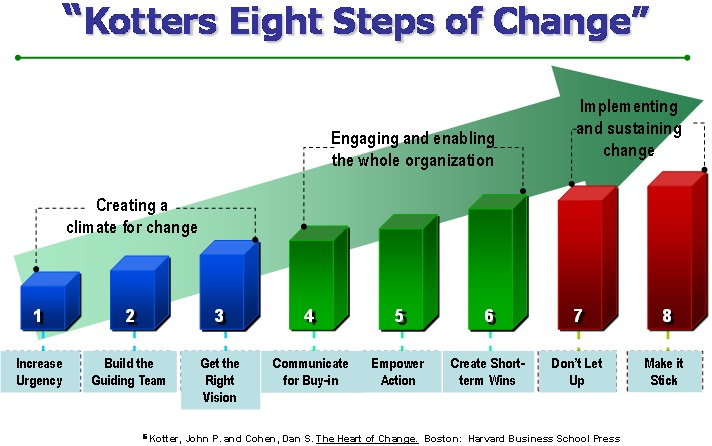 “Kotters Eight Steps of Change”
Implementing
and sustaining
change
Engaging and enabling
the whole organization
Creating a
climate for change
1
2
3
4
5
6
7
8
Increase
Urgency
Build the
Guiding Team
Get the
Right
Vision
Communicate
for Buy-in
Empower
Action
Create Short-
term Wins
Don't Let
Up
Make it
Stick
Kotter, John P. and Cohen, Dan S. The Heart of Change. Boston: Harvard Business School Press